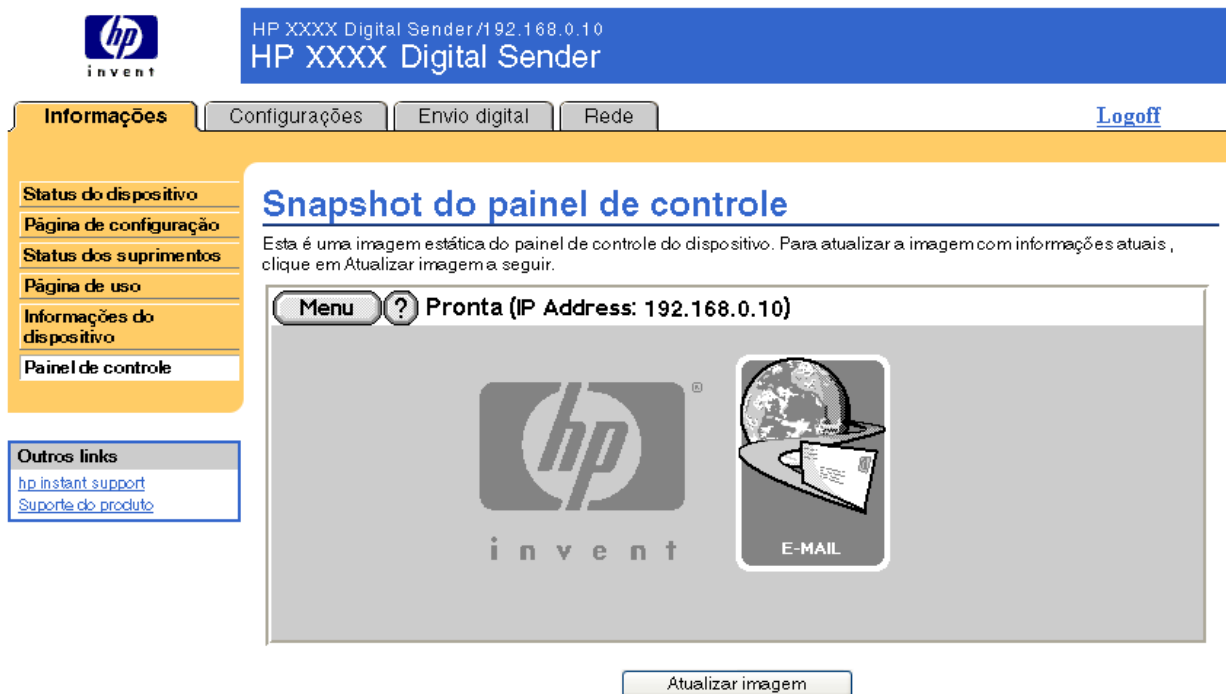 hp
invent
HP XXXX Digital Sender/192.168.0.10
HP XXXX Digital Sender
Informações
Configurações
Envio digital
Rede
Logoff
Status do dispositivo
Página de configuração
Status dos suprimentos
Página de uso
Informações do
dispositivo
Painel de controle
Outros links
hp instant support
Suporte do produto
Snapshot do painel de controle
Esta é uma imagem estática do painel de controle do dispositivo. Para atualizar a imagem com informações atuais ,
clique em Atualizar imagem a seguir.
Menu ? Pronta (IP Address: 192.168.0.10)
hp ®
invent
E-MAIL
Atualizar imagem